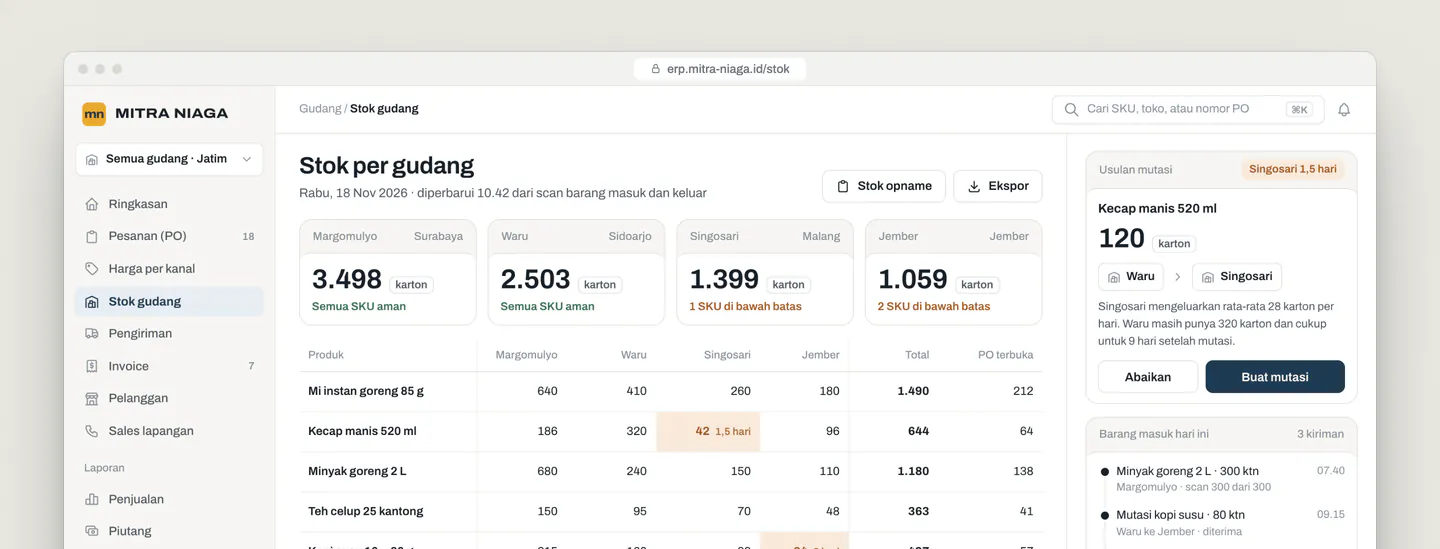 erp.mitra-niaga.id/stok
mn MITRA NIAGA
Semua gudang · Jatim
Ringkasan
Pesanan (PO) 18
Harga per kanal
Stok gudang
Pengiriman
Invoice 7
Pelanggan
Sales lapangan
Laporan
Penjualan
Piutang
Gudang / Stok gudang
Cari SKU, toko, atau nomor PO ⌘K
Stok per gudang
Rabu, 18 Nov 2026 · diperbarui 10.42 dari scan barang masuk dan keluar
Stok opname
Ekspor
Margomulyo Surabaya
3.498 karton
Semua SKU aman
Waru Sidoarjo
2.503 karton
Semua SKU aman
Singosari Malang
1.399 karton
1 SKU di bawah batas
Jember Jember
1.059 karton
2 SKU di bawah batas
Produk Margomulyo Waru Singosari Jember Total PO terbuka
Mi instan goreng 85 g 640 410 260 180 1.490 212
Kecap manis 520 ml 186 320 42 1,5 hari 96 644 64
Minyak goreng 2 L 680 240 150 110 1.180 138
Teh celup 25 kantong 150 95 70 48 363 41
Usulan mutasi Singosari 1,5 hari
Kecap manis 520 ml
120 karton
Waru Singosari
Singosari mengeluarkan rata-rata 28 karton per
hari. Waru masih punya 320 karton dan cukup
untuk 9 hari setelah mutasi.
Abaikan Buat mutasi
Barang masuk hari ini 3 kiriman
Minyak goreng 2 L · 300 ktn 07.40
Margomulyo · scan 300 dari 300
Mutasi kopi susu · 80 ktn 09.15
Waru ke Jember · diterima